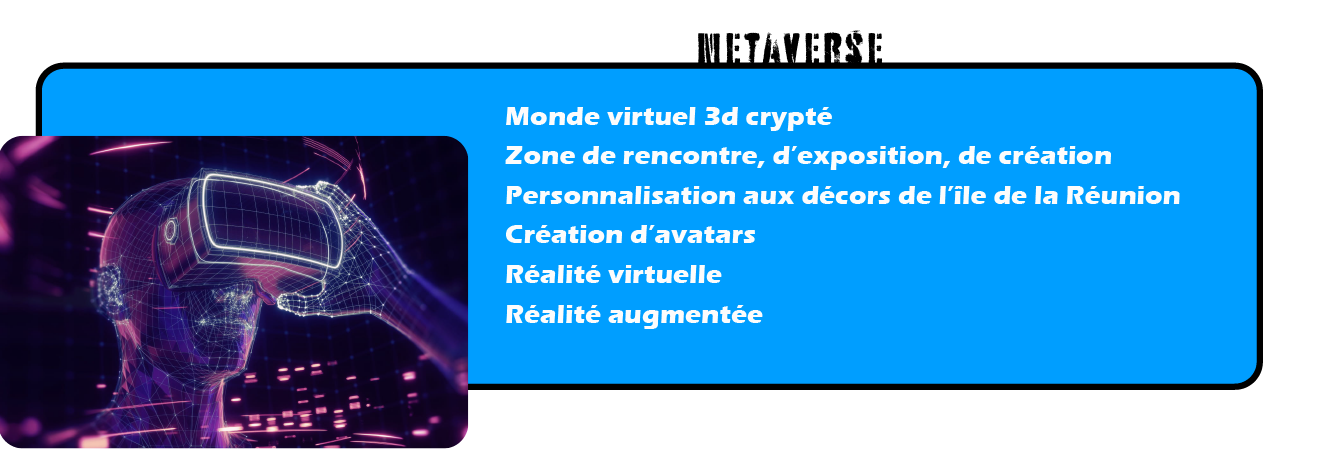 METAVERSE
Monde virtuel 3d crypté
Zone de rencontre, d'exposition, de création
Personnalisation aux décors de l'île de la Réunion
Création d'avatars
Réalité virtuelle
Réalité augmentée